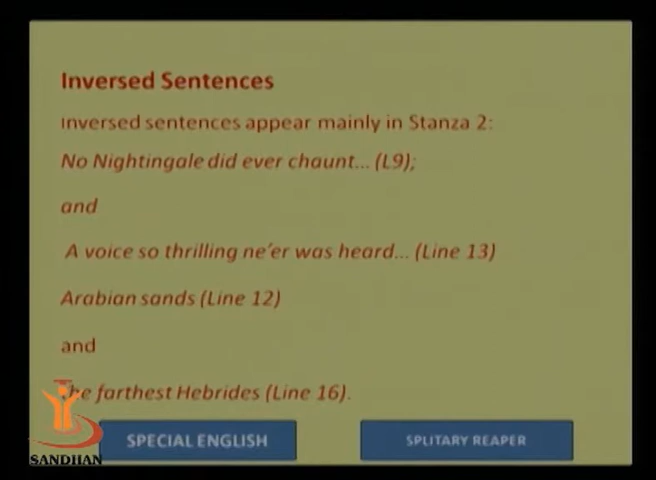 Inversed Sentences
Inversed sentences appear mainly in Stanza 2:
No Nightingale did ever chaunt... (L9);
and
A voice so thrilling ne'er was heard... (Line 13)
Arabian sands (Line 12)
and
the farthest Hebrides (Line 16).
SPECIAL ENGLISH
SPLITARY REAPER
SANDHAN